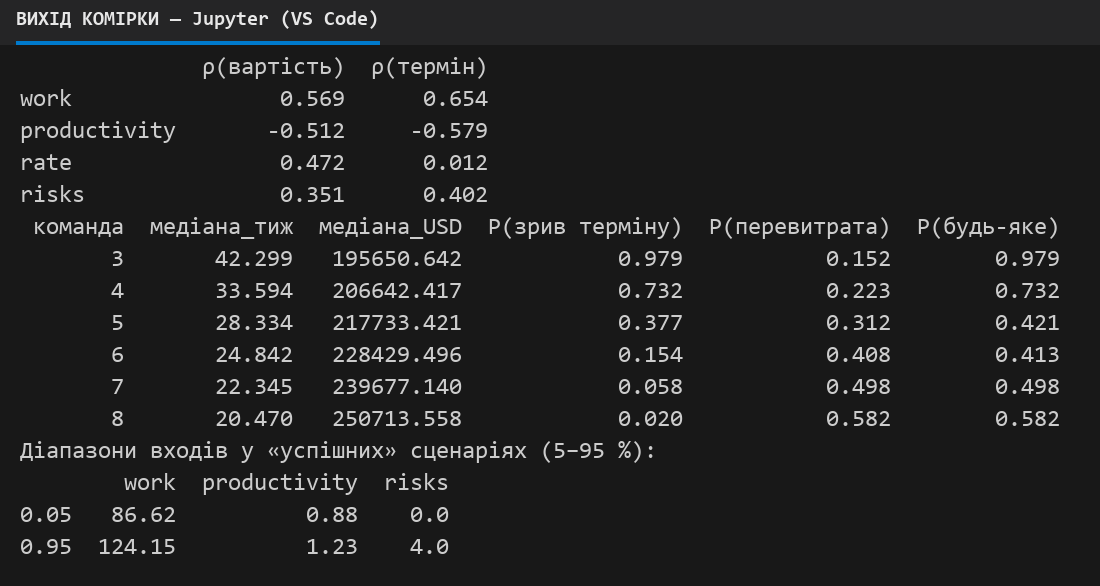 ВИХІД КОМІРКИ — Jupyter (VS Code)
ρ(вартість) ρ(термін)
work 0.569 0.654
productivity -0.512 -0.579
rate 0.472 0.012
risks 0.351 0.402
команда медіана_тиж медіана_USD P(зрив терміну) P(перевитрата) P(будь-яке)
3 42.299 195650.642 0.979 0.152 0.979
4 33.594 206642.417 0.732 0.223 0.732
5 28.334 217733.421 0.377 0.312 0.421
6 24.842 228429.496 0.154 0.408 0.413
7 22.345 239677.140 0.058 0.498 0.498
8 20.470 250713.558 0.020 0.582 0.582
Діапазони входів у «успішних» сценаріях (5–95 %):
work productivity risks
0.05 86.62 0.88 0.0
0.95 124.15 1.23 4.0